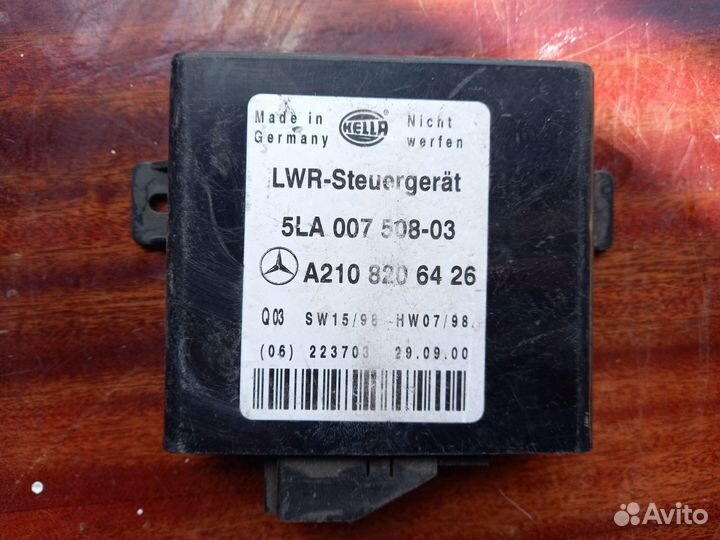 Made in Germany
HELLA
Nicht werfen
LWR-Steuergerät
5LA 007 508-03
A210 820 64 26
Q03 SW15/98 HW07/98
(06) 223703 29.09.00
Avito